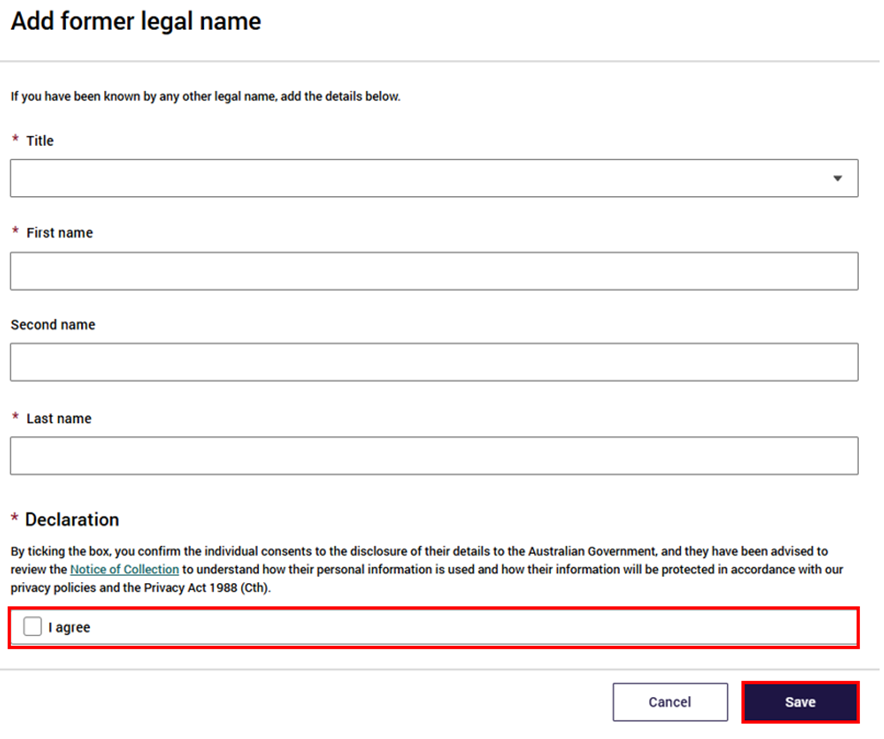 Add former legal name
If you have been known by any other legal name, add the details below.
* Title
* First name
Second name
* Last name
* Declaration
By ticking the box, you confirm the individual consents to the disclosure of their details to the Australian Government, and they have been advised to
review the Notice of Collection to understand how their personal information is used and how their information will be protected in accordance with our
privacy policies and the Privacy Act 1988 (Cth).
I agree
Cancel Save